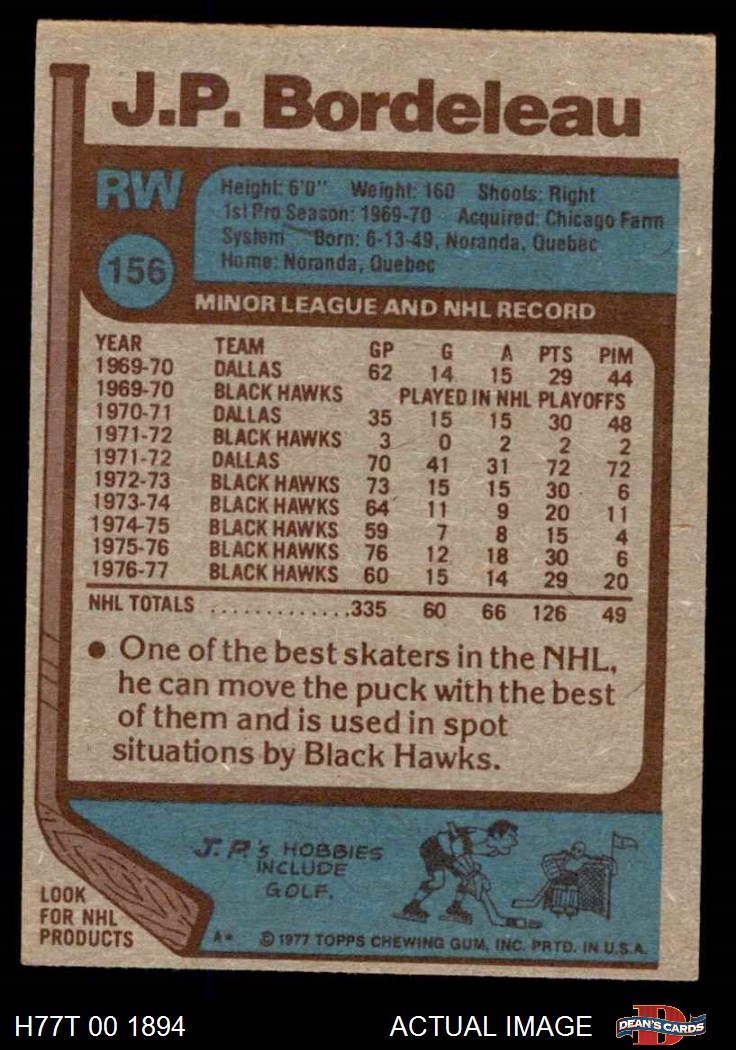 J.P. Bordeleau
RW
Height: 6'0" Weight: 160 Shoots: Right
1st Pro Season: 1969-70 Acquired: Chicago Farm
System Born: 6-13-49, Noranda, Quebec
Home: Noranda, Quebec
156
MINOR LEAGUE AND NHL RECORD
YEAR TEAM GP G A PTS PIM
1969-70 DALLAS 62 14 15 29 44
1969-70 BLACK HAWKS PLAYED IN NHL PLAYOFFS
1970-71 DALLAS 35 15 15 30 48
1971-72 BLACK HAWKS 3 0 2 2 2
1971-72 DALLAS 70 41 31 72 72
1972-73 BLACK HAWKS 73 15 15 30 6
1973-74 BLACK HAWKS 64 11 9 20 11
1974-75 BLACK HAWKS 59 7 8 15 4
1975-76 BLACK HAWKS 76 12 18 30 6
1976-77 BLACK HAWKS 60 15 14 29 20
NHL TOTALS .............335 60 66 126 49
• One of the best skaters in the NHL,
he can move the puck with the best
of them and is used in spot
situations by Black Hawks.
J.P.'s HOBBIES
INCLUDE
GOLF.
LOOK
FOR NHL
PRODUCTS
A* © 1977 TOPPS CHEWING GUM, INC. PRTD. IN U.S.A.
H77T 00 1894 ACTUAL IMAGE D DEAN'S CARDS